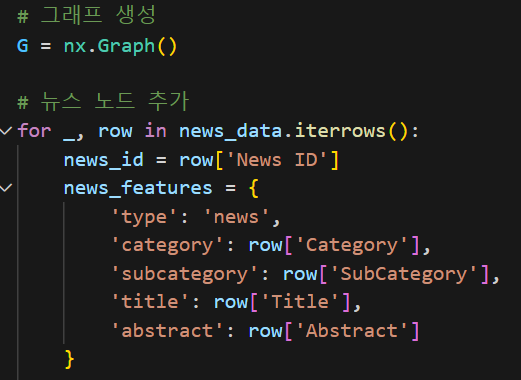 # 그래프 생성
G = nx.Graph()
# 뉴스 노드 추가
for _, row in news_data.iterrows():
news_id = row['News ID']
news_features = {
'type': 'news',
'category': row['Category'],
'subcategory': row['SubCategory'],
'title': row['Title'],
'abstract': row['Abstract']
}